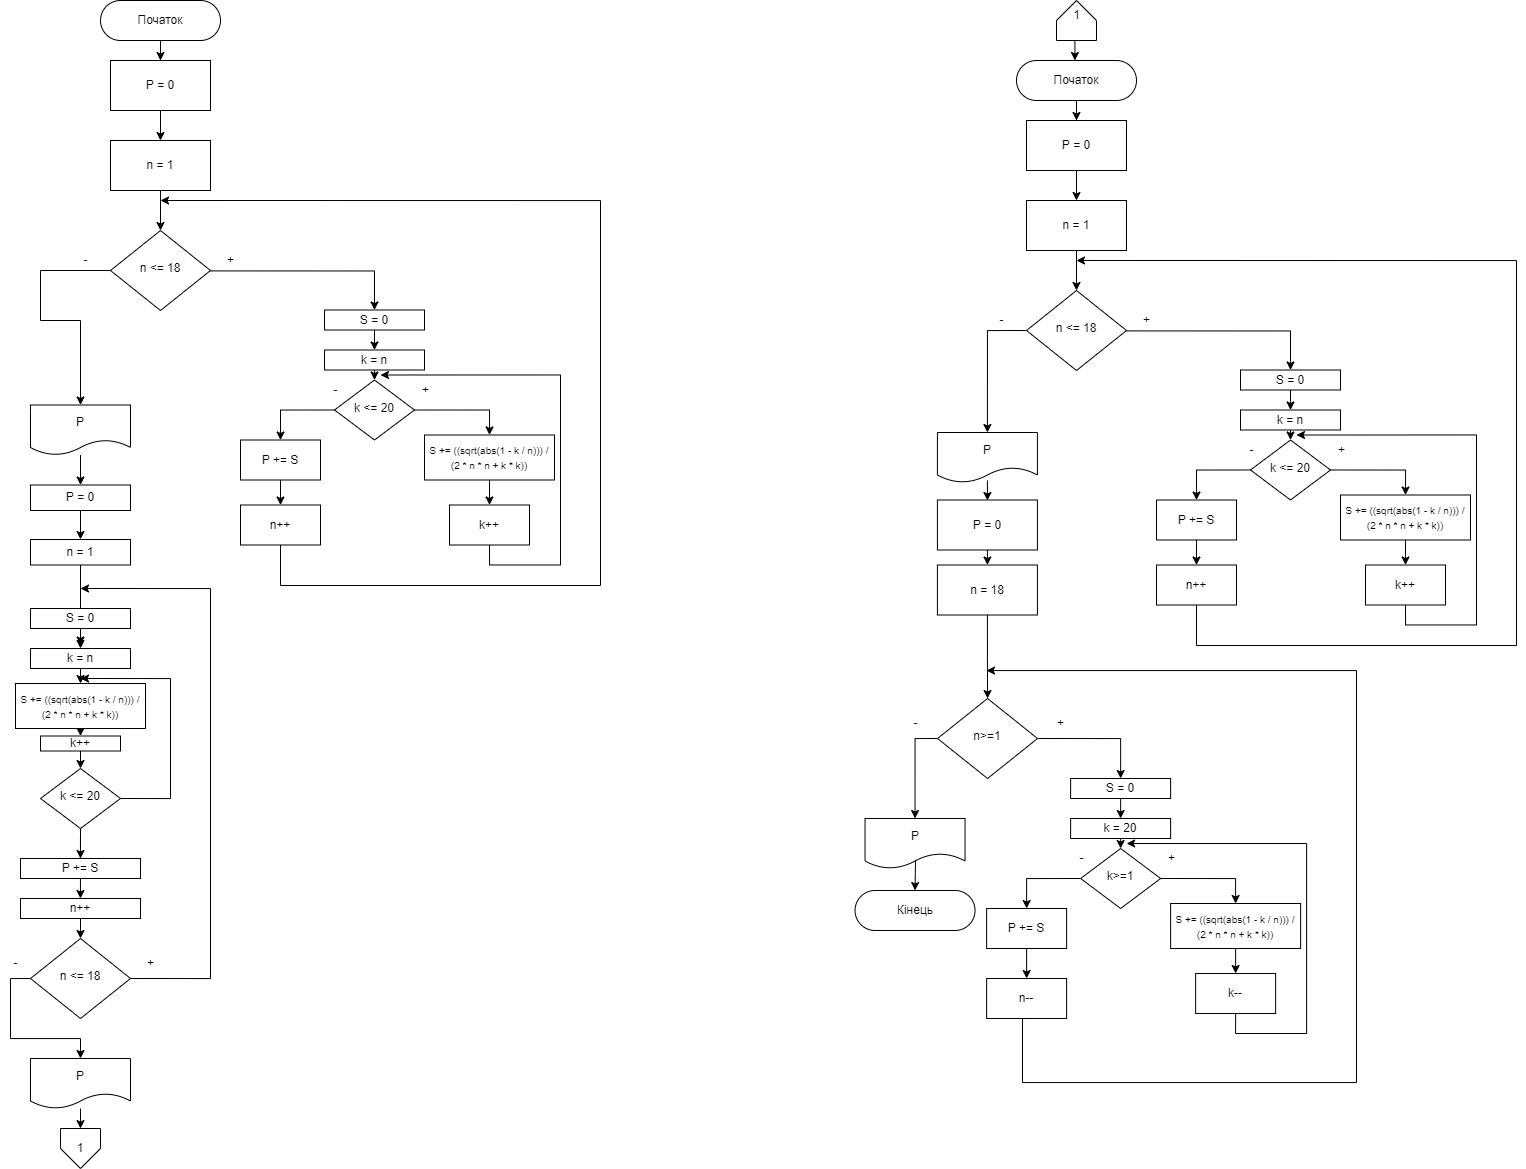 Початок
P = 0
n = 1
n <= 18
-
+
S = 0
k = n
k <= 20
-
+
P += S
n++
S += ((sqrt(abs(1 - k / n))) /
(2 * n * n + k * k))
k++
P
P = 0
n = 1
S = 0
k = n
S += ((sqrt(abs(1 - k / n))) /
(2 * n * n + k * k))
k++
k <= 20
P += S
n++
n <= 18
-
+
P
1
1
Початок
P = 0
n = 1
n <= 18
-
+
S = 0
k = n
k <= 20
-
+
P += S
n++
S += ((sqrt(abs(1 - k / n))) /
(2 * n * n + k * k))
k++
P
P = 0
n = 18
n>=1
-
+
S = 0
k = 20
k>=1
-
+
P += S
n--
S += ((sqrt(abs(1 - k / n))) /
(2 * n * n + k * k))
k--
P
Кінець